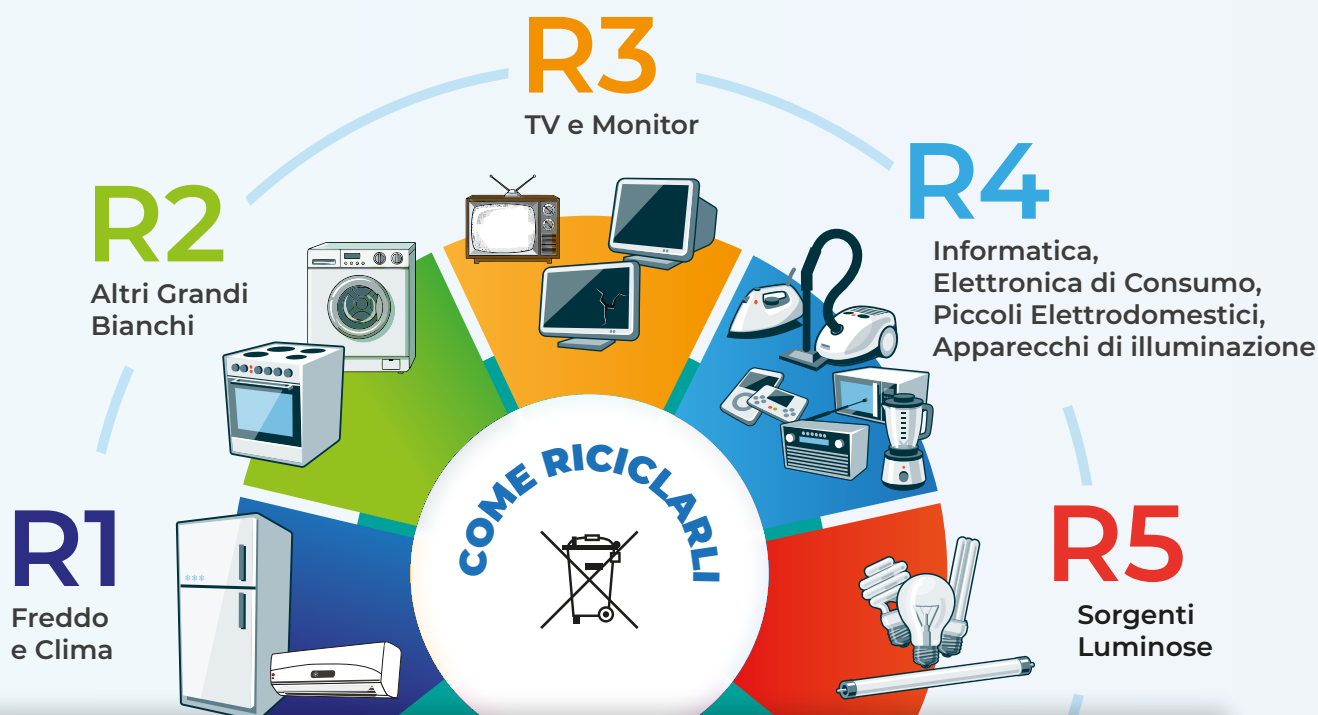 R1
Freddo
e Clima
R2
Altri Grandi
Bianchi
R3
TV e Monitor
R4
Informatica,
Elettronica di Consumo,
Piccoli Elettrodomestici,
Apparecchi di illuminazione
R5
Sorgenti
Luminose
COME RICICLARLI